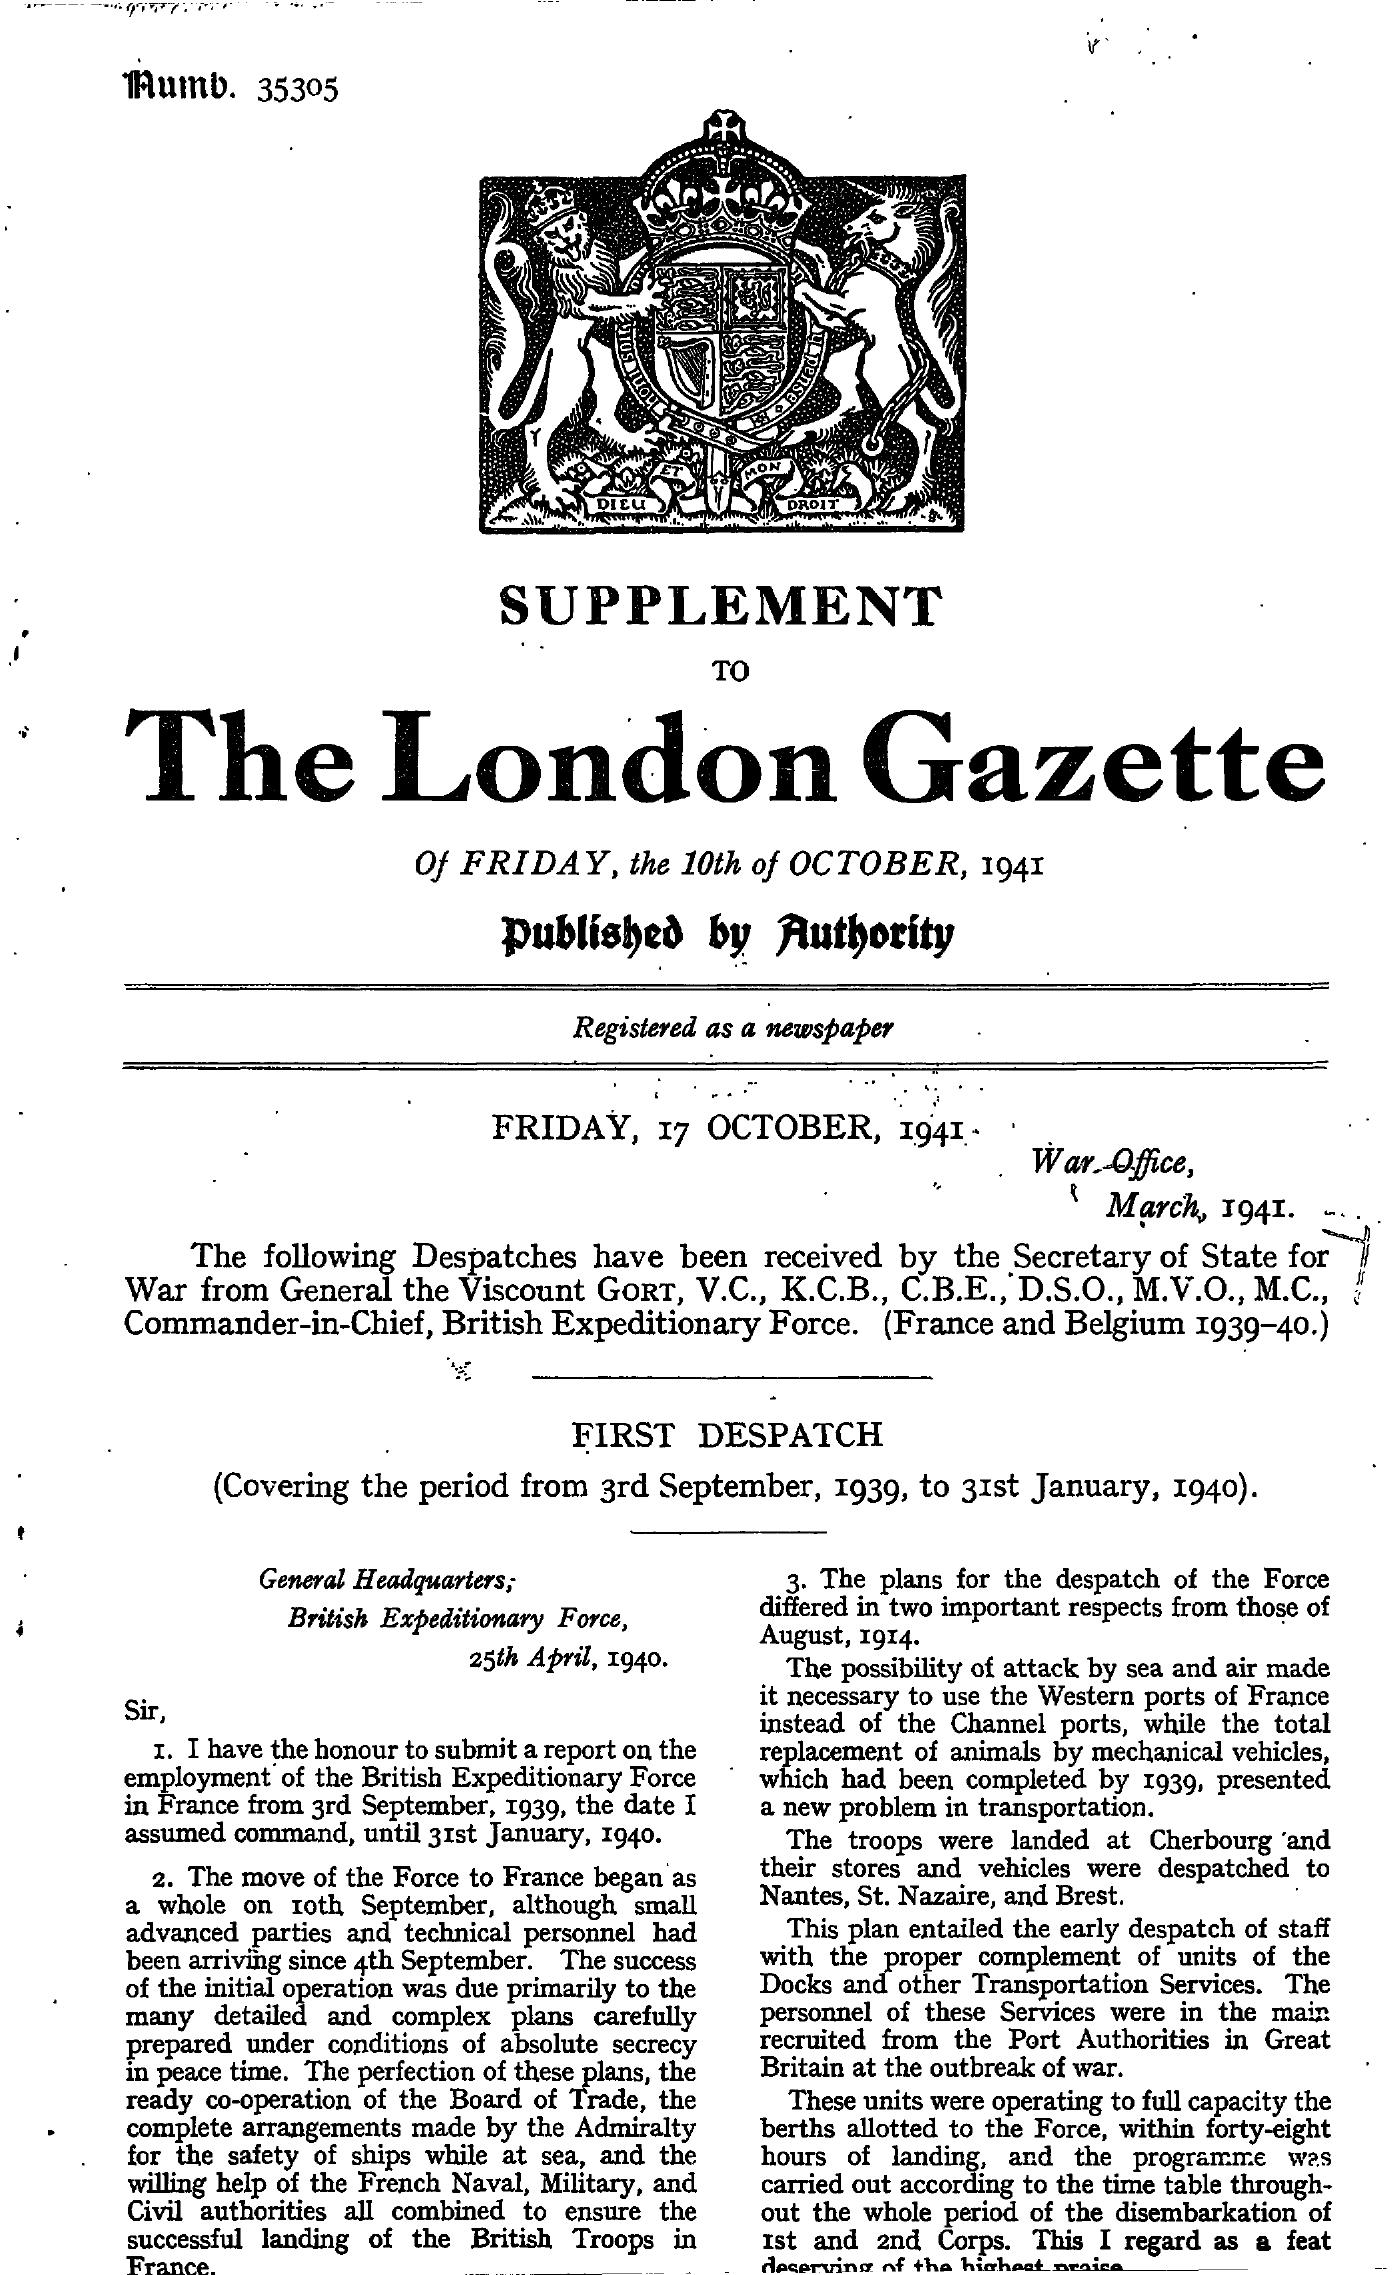 Numb. 35305
DIEU ET MON DROIT
SUPPLEMENT
TO
The London Gazette
Of FRIDAY, the 10th of OCTOBER, 1941
Published by Authority
Registered as a newspaper
FRIDAY, 17 OCTOBER, 1941
War Office,
March, 1941.
The following Despatches have been received by the Secretary of State for
War from General the Viscount GORT, V.C., K.C.B., C.B.E., D.S.O., M.V.O., M.C.,
Commander-in-Chief, British Expeditionary Force. (France and Belgium 1939–40.)
FIRST DESPATCH
(Covering the period from 3rd September, 1939, to 31st January, 1940).
General Headquarters,
British Expeditionary Force,
25th April, 1940.
Sir,
1. I have the honour to submit a report on the
employment of the British Expeditionary Force
in France from 3rd September, 1939, the date I
assumed command, until 31st January, 1940.
2. The move of the Force to France began as
a whole on 10th September, although small
advanced parties and technical personnel had
been arriving since 4th September. The success
of the initial operation was due primarily to the
many detailed and complex plans carefully
prepared under conditions of absolute secrecy
in peace time. The perfection of these plans, the
ready co-operation of the Board of Trade, the
complete arrangements made by the Admiralty
for the safety of ships while at sea, and the
willing help of the French Naval, Military, and
Civil authorities all combined to ensure the
successful landing of the British Troops in
France.
3. The plans for the despatch of the Force
differed in two important respects from those of
August, 1914.
The possibility of attack by sea and air made
it necessary to use the Western ports of France
instead of the Channel ports, while the total
replacement of animals by mechanical vehicles,
which had been completed by 1939, presented
a new problem in transportation.
The troops were landed at Cherbourg and
their stores and vehicles were despatched to
Nantes, St. Nazaire, and Brest.
This plan entailed the early despatch of staff
with the proper complement of units of the
Docks and other Transportation Services. The
personnel of these Services were in the main
recruited from the Port Authorities in Great
Britain at the outbreak of war.
These units were operating to full capacity the
berths allotted to the Force, within forty-eight
hours of landing, and the programme was
carried out according to the time table through-
out the whole period of the disembarkation of
1st and 2nd Corps. This I regard as a feat
deserving of the highest praise.